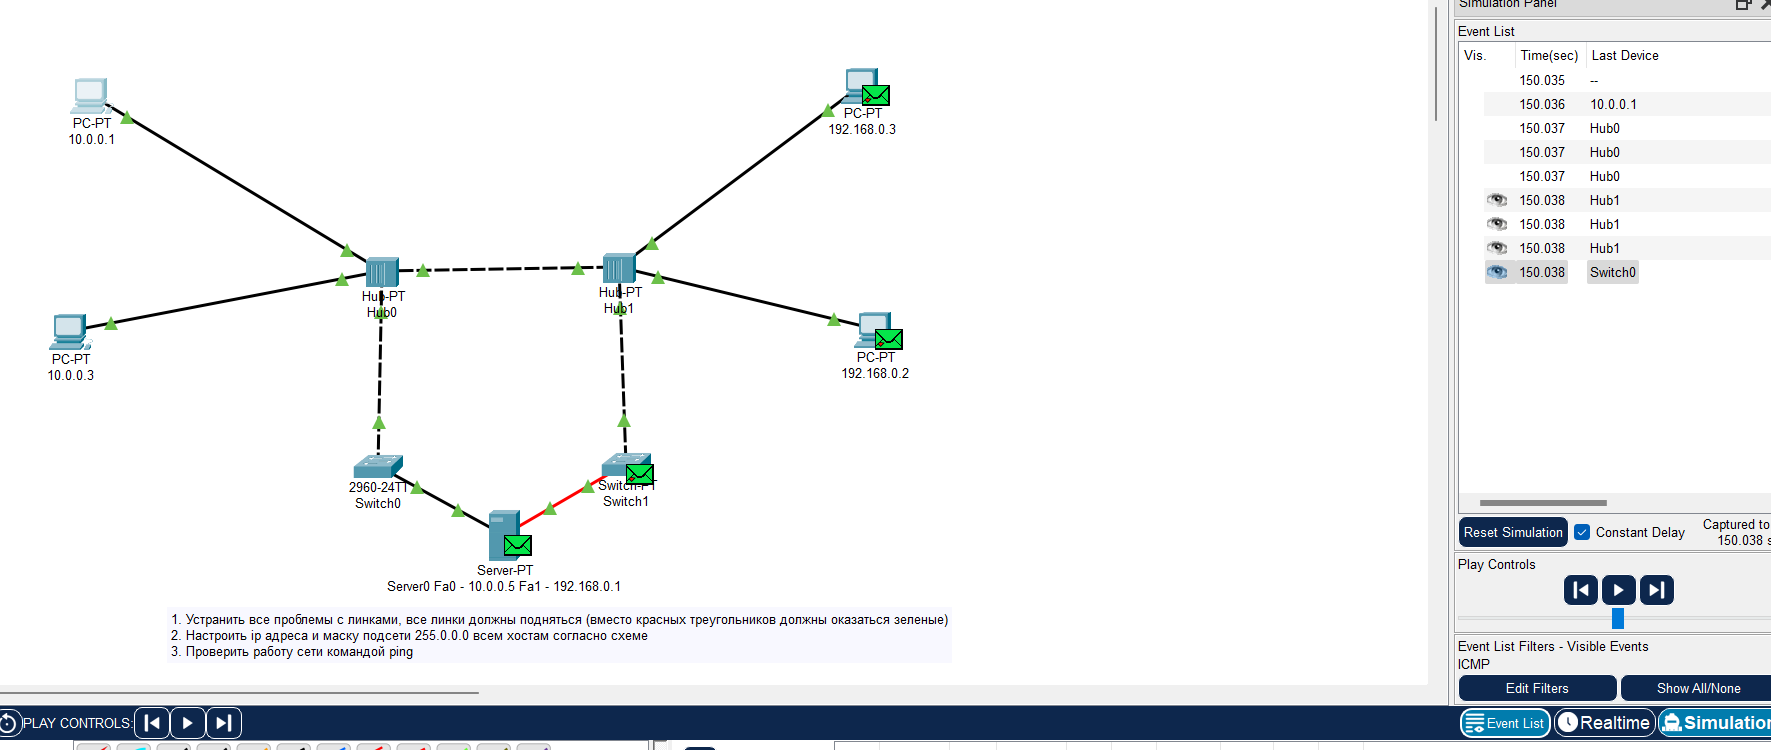 Simulation Panel
Event List
Vis. Time(sec) Last Device
150.035 --
150.036 10.0.0.1
150.037 Hub0
150.037 Hub0
150.037 Hub0
150.038 Hub1
150.038 Hub1
150.038 Hub1
150.038 Switch0
PC-PT
10.0.0.1
PC-PT
192.168.0.3
Hub-PT
Hub0
Hub-PT
Hub1
PC-PT
10.0.0.3
PC-PT
192.168.0.2
2960-24TT
Switch0
Switch-PT
Switch1
Server-PT
Server0 Fa0 - 10.0.0.5 Fa1 - 192.168.0.1
1. Устранить все проблемы с линками, все линки должны подняться (вместо красных треугольников должны оказаться зеленые)
2. Настроить ip адреса и маску подсети 255.0.0.0 всем хостам согласно схеме
3. Проверить работу сети командой ping
Reset Simulation Constant Delay Captured to
150.038 s
Play Controls
Event List Filters - Visible Events
ICMP
Edit Filters Show All/None
PLAY CONTROLS:
Event List Realtime Simulation